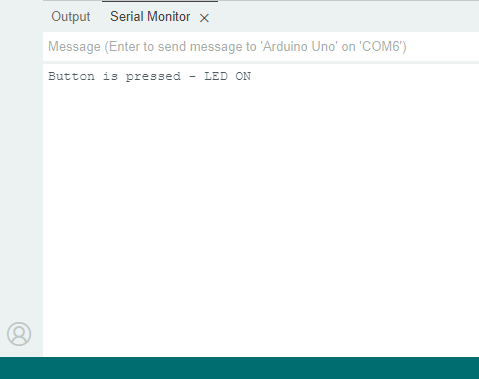 Output Serial Monitor
Message (Enter to send message to 'Arduino Uno' on 'COM6')
Button is pressed - LED ON